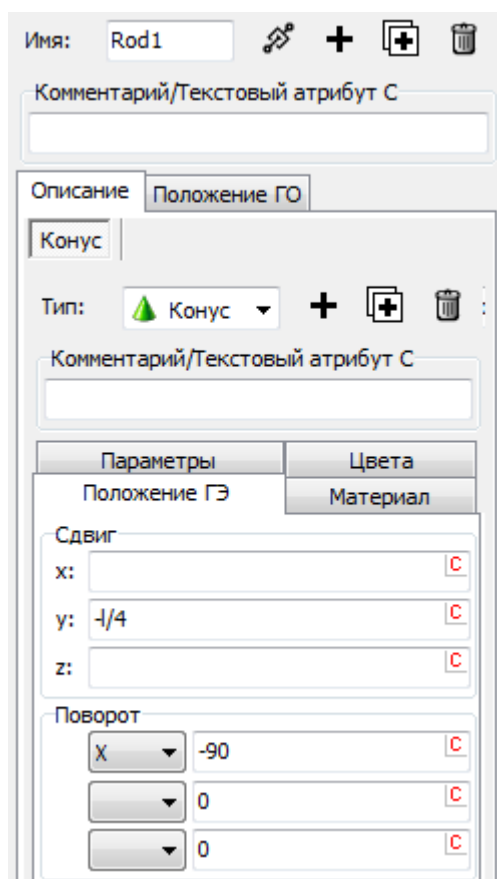 Имя: Rod1
Комментарий/Текстовый атрибут C
Описание Положение ГО
Конус
Тип: Конус
Комментарий/Текстовый атрибут C
Параметры Цвета
Положение ГЭ Материал
Сдвиг
x: C
y: -l/4 C
z: C
Поворот
X -90 C
0 C
0 C